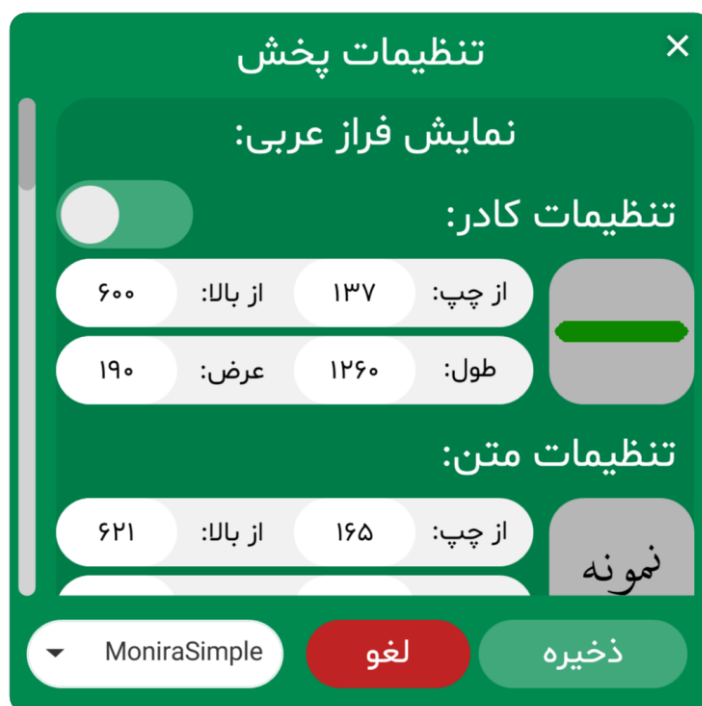 تنظیمات پخش ×
نمایش فراز عربی:
تنظیمات کادر:
از چپ: ۱۳۷ از بالا: ۶۰۰
طول: ۱۲۶۰ عرض: ۱۹۰
تنظیمات متن:
از چپ: ۱۶۵ از بالا: ۶۲۱
نمونه
ذخیره لغو MoniraSimple